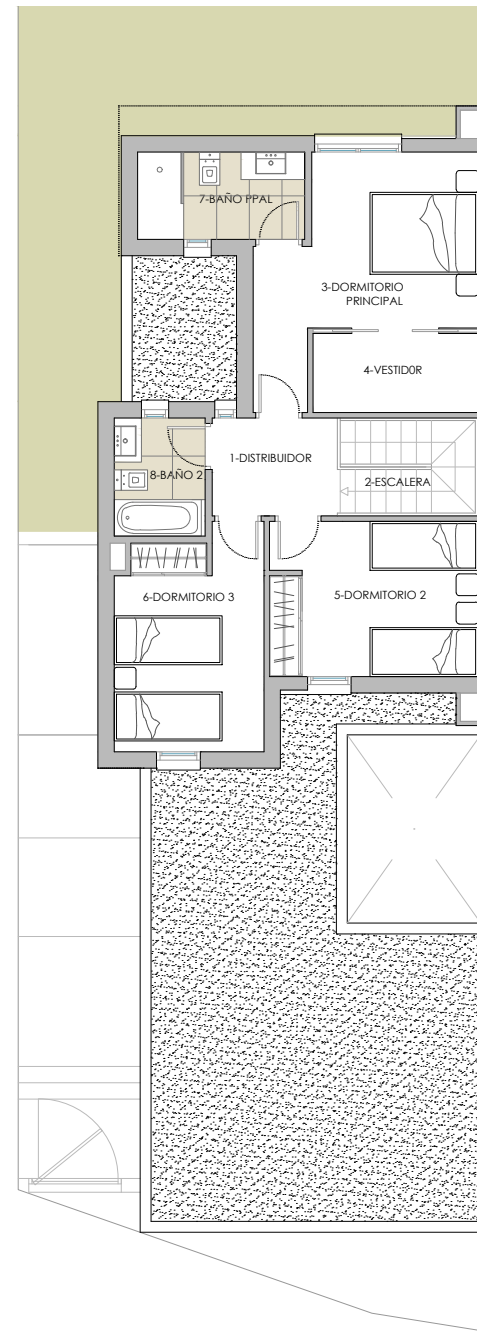 7-BAÑO PPAL
3-DORMITORIO
PRINCIPAL
4-VESTID0R
1-DISTRIBUIDOR
8-BAÑO 2
2-ESCALERA
6-DORMITORIO 3
5-DORMITORIO 2